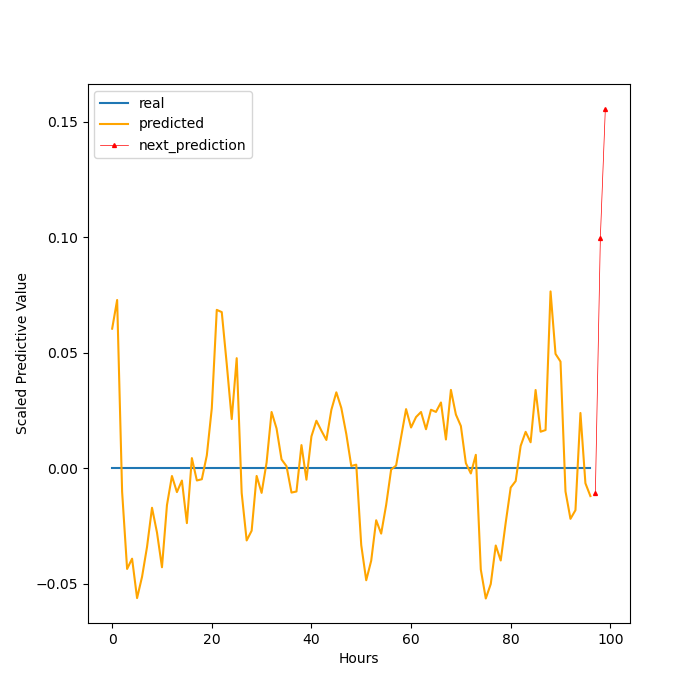 real
predicted
next_prediction
0.15
0.10
0.05
0.00
−0.05
Scaled Predictive Value
0 20 40 60 80 100
Hours